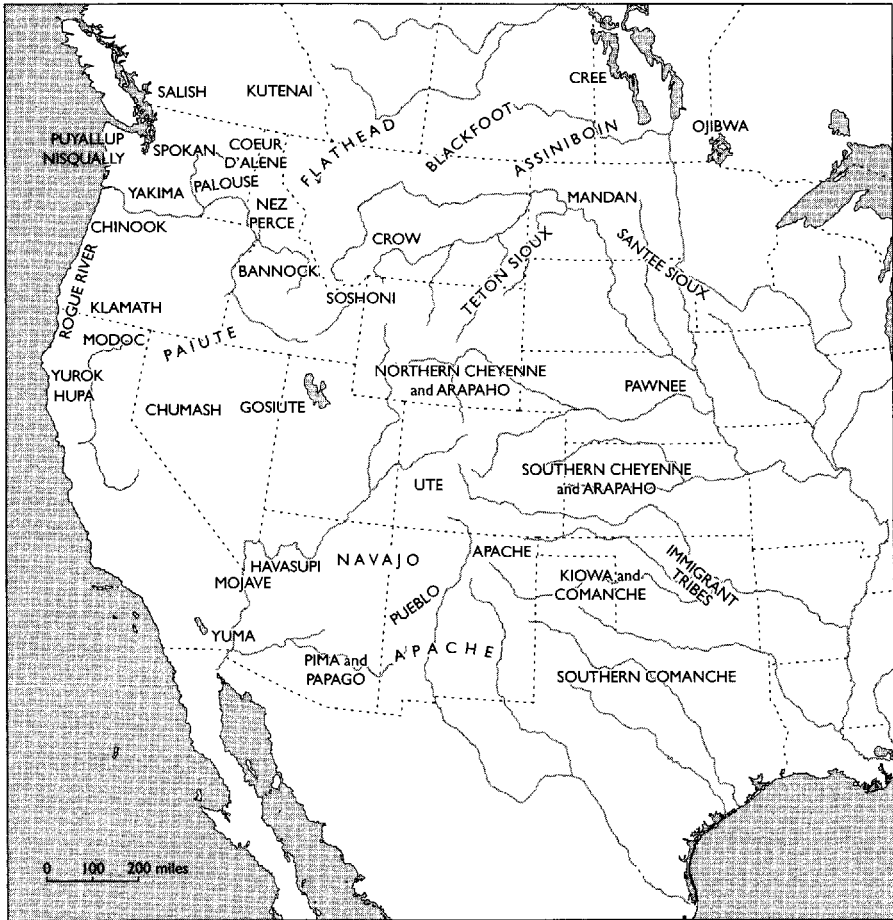 CREE
SALISH
KUTENAI
OJIBWA
PUYALLUP
NISQUALLY
SPOKAN
COEUR
D'ALENE
FLATHEAD
BLACKFOOT
ASSINIBOIN
YAKIMA
PALOUSE
NEZ
PERCE
MANDAN
CHINOOK
CROW
BANNOCK
SOSHONI
TETON SIOUX
SANTEE SIOUX
ROGUE RIVER
KLAMATH
MODOC
PAIUTE
YUROK
HUPA
NORTHERN CHEYENNE
and ARAPAHO
PAWNEE
CHUMASH
GOSIUTE
SOUTHERN CHEYENNE
and ARAPAHO
UTE
HAVASUPI
NAVAJO
APACHE
MOJAVE
KIOWA and
COMANCHE
IMMIGRANT
TRIBES
PUEBLO
YUMA
PIMA and
PAPAGO
APACHE
SOUTHERN COMANCHE
0 100 200 miles